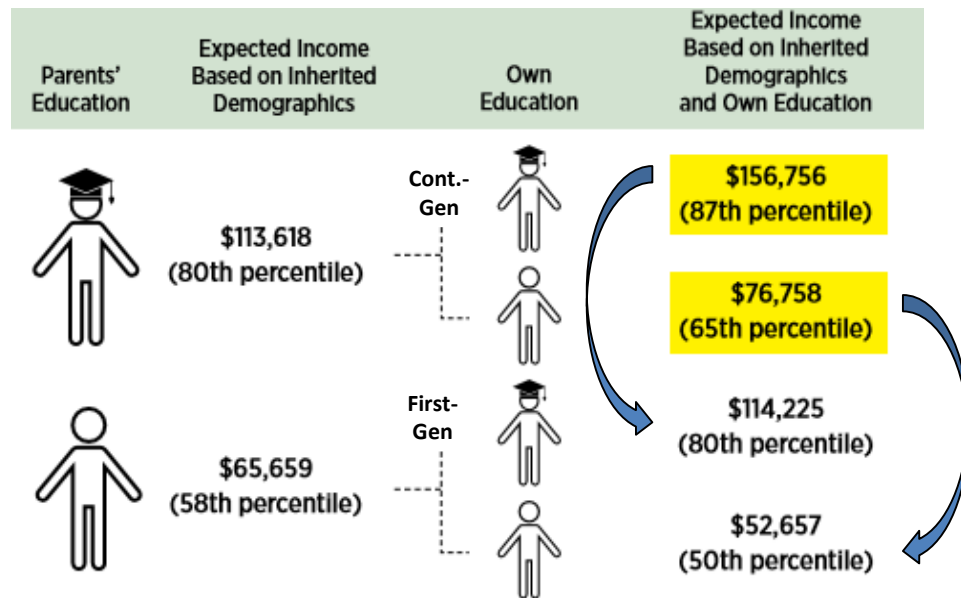 Parents'
Education
Expected Income
Based on Inherited
Demographics
Own
Education
Expected Income
Based on Inherited
Demographics
and Own Education
$113,618
(80th percentile)
Cont.-
Gen
$156,756
(87th percentile)
$76,758
(65th percentile)
$65,659
(58th percentile)
First-
Gen
$114,225
(80th percentile)
$52,657
(50th percentile)